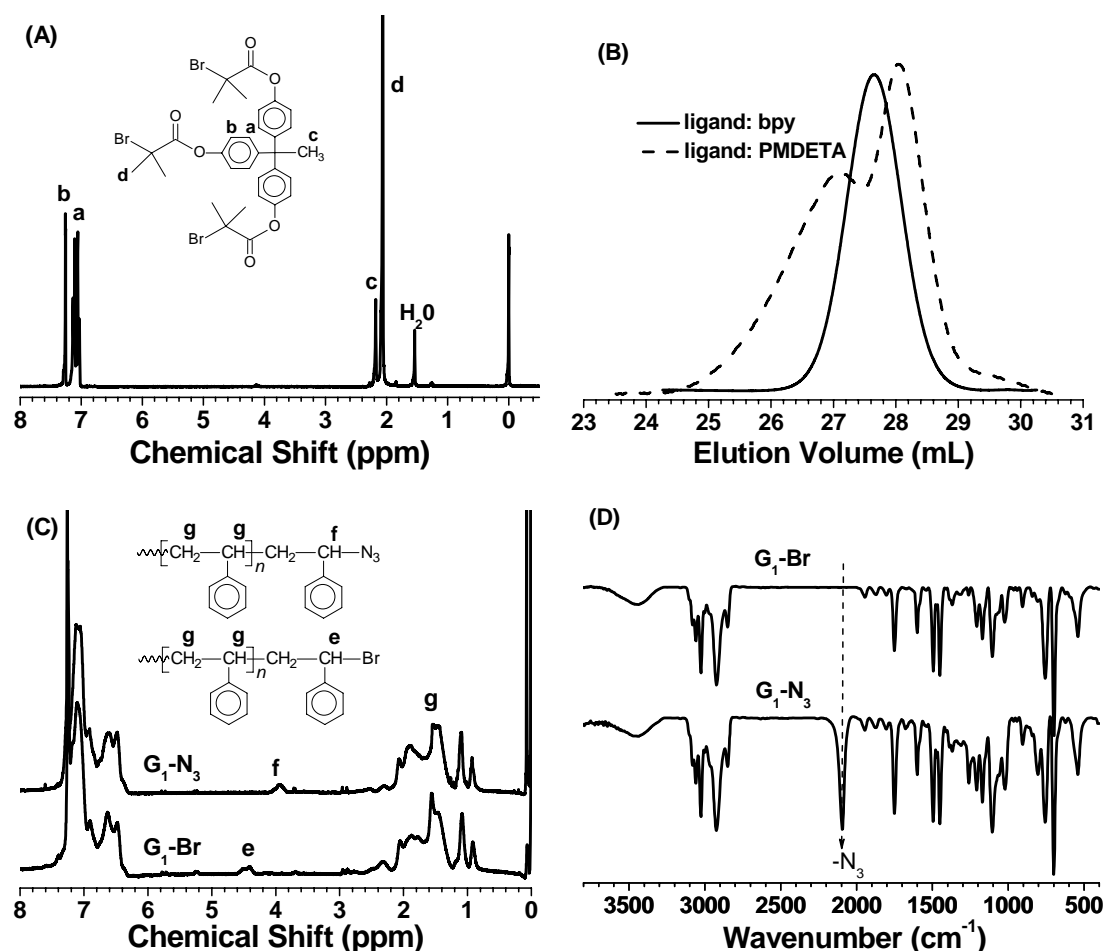 (A)
Br
O
O
d
Br
O
b
a
c
O
CH₃
d
O
Br
O
b
a
c
H₂0
8 7 6 5 4 3 2 1 0
Chemical Shift (ppm)
(B)
ligand: bpy
ligand: PMDETA
23 24 25 26 27 28 29 30 31
Elution Volume (mL)
(C)
g g f
CH₂ CH n CH₂ CH N₃
g g e
CH₂ CH n CH₂ CH Br
g
G₁-N₃ f
G₁-Br e
8 7 6 5 4 3 2 1 0
Chemical Shift (ppm)
(D)
G₁-Br
G₁-N₃
-N₃
3500 3000 2500 2000 1500 1000 500
Wavenumber (cm⁻¹)